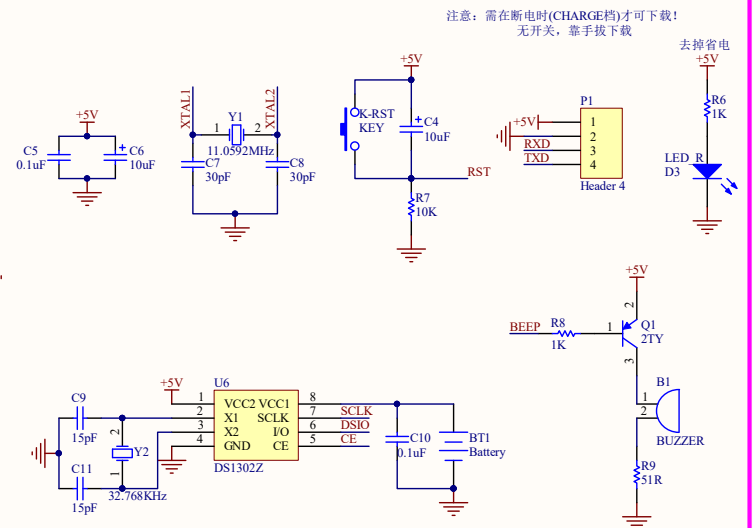 注意：需在断电时(CHARGE档)才可下载！
无开关，靠手拔下载
去掉省电
+5V
R6
1K
LED_R
D3
+5V
C5
0.1uF
C6
10uF
XTAL1
XTAL2
Y1
1
2
11.0592MHz
C7
30pF
C8
30pF
+5V
K-RST
KEY
C4
10uF
RST
R7
10K
P1
+5V
1
2
RXD
3
TXD
4
Header 4
+5V
2
BEEP
R8
1K
1
Q1
2TY
3
B1
1
2
BUZZER
R9
51R
C9
15pF
C11
15pF
2
Y2
1
32.768KHz
+5V
U6
1
VCC2
VCC1
8
2
X1
SCLK
7
SCLK
3
X2
I/O
6
DSIO
4
GND
CE
5
CE
DS1302Z
C10
0.1uF
BT1
Battery